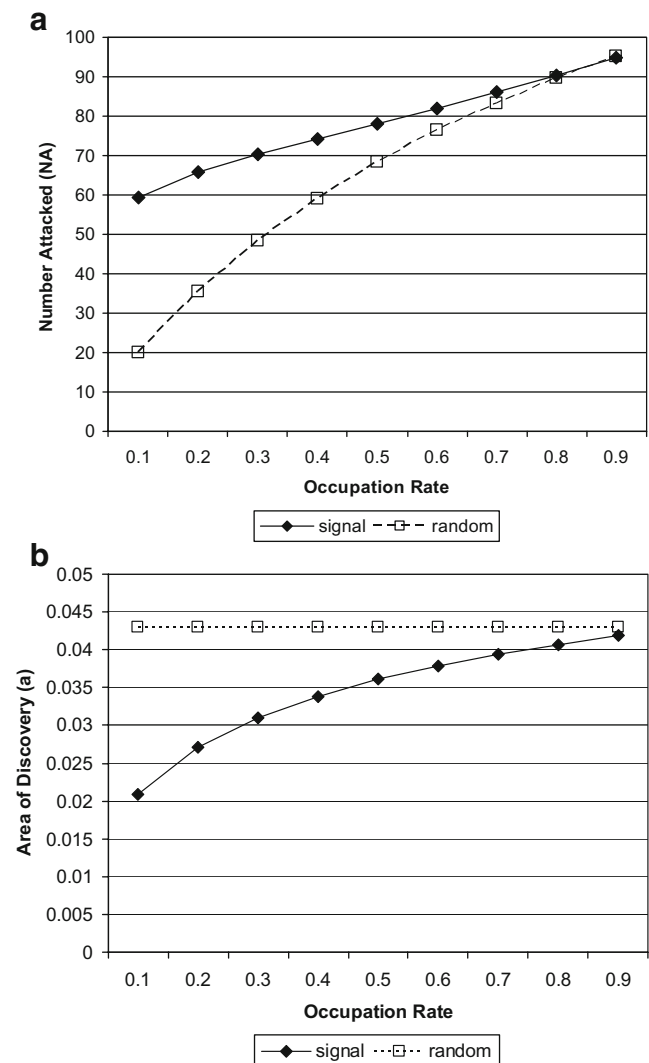 a
100
90
80
70
60
50
40
30
20
10
0
Number Attacked (NA)
0.1 0.2 0.3 0.4 0.5 0.6 0.7 0.8 0.9
Occupation Rate
signal random
b
0.05
0.045
0.04
0.035
0.03
0.025
0.02
0.015
0.01
0.005
0
Area of Discovery (a)
0.1 0.2 0.3 0.4 0.5 0.6 0.7 0.8 0.9
Occupation Rate
signal random